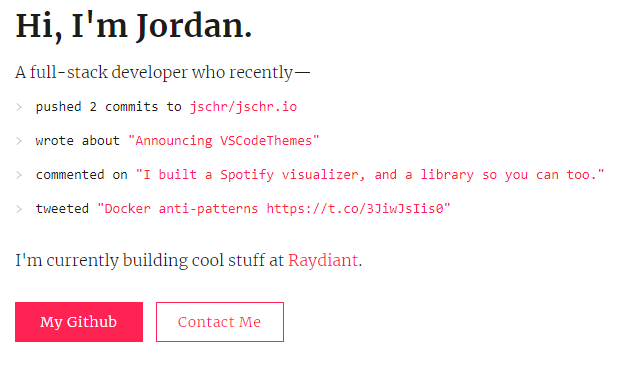 Hi, I'm Jordan.
A full-stack developer who recently—
> pushed 2 commits to jschr/jschr.io
> wrote about "Announcing VSCodeThemes"
> commented on "I built a Spotify visualizer, and a library so you can too."
> tweeted "Docker anti-patterns https://t.co/3JiwJsIis0"
I'm currently building cool stuff at Raydiant.
My Github
Contact Me